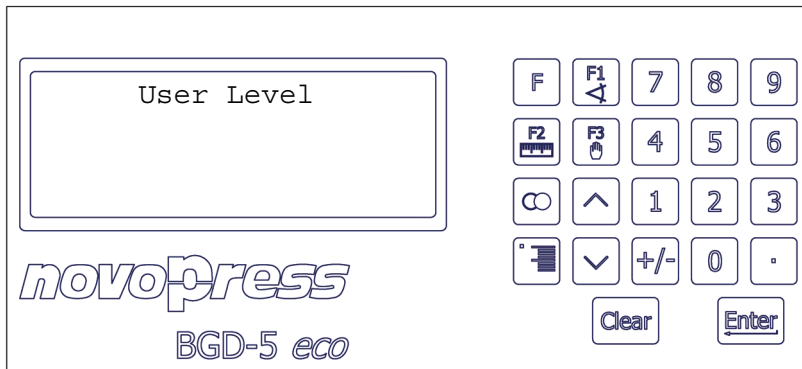 User Level
novopress
BGD-5 eco
F F1 7 8 9
F2 F3 4 5 6
1 2 3
+/- 0 .
Clear Enter